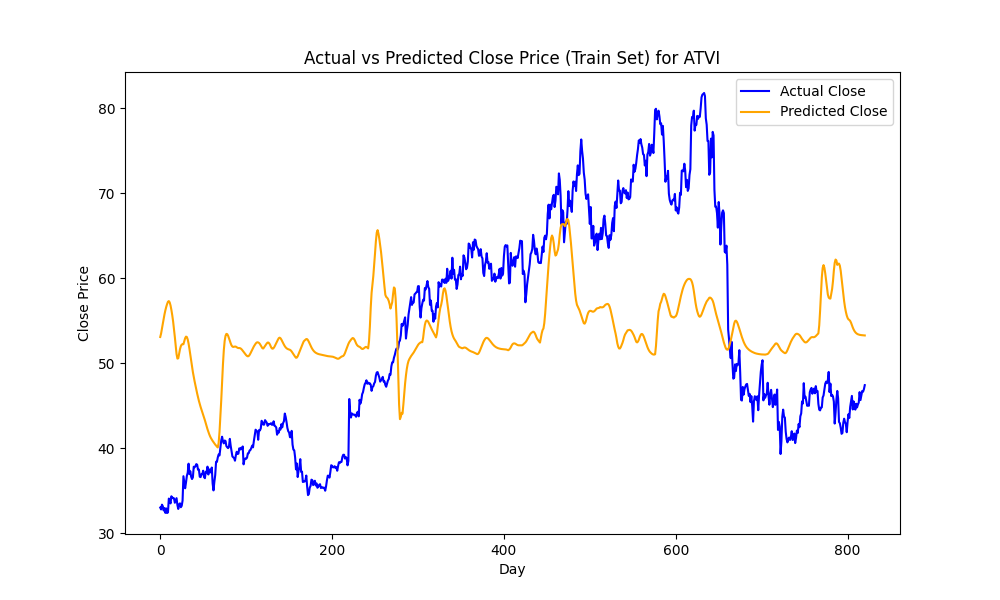 Actual vs Predicted Close Price (Train Set) for ATVI
Actual Close
Predicted Close
Close Price
80
70
60
50
40
30
0
200
400
600
800
Day